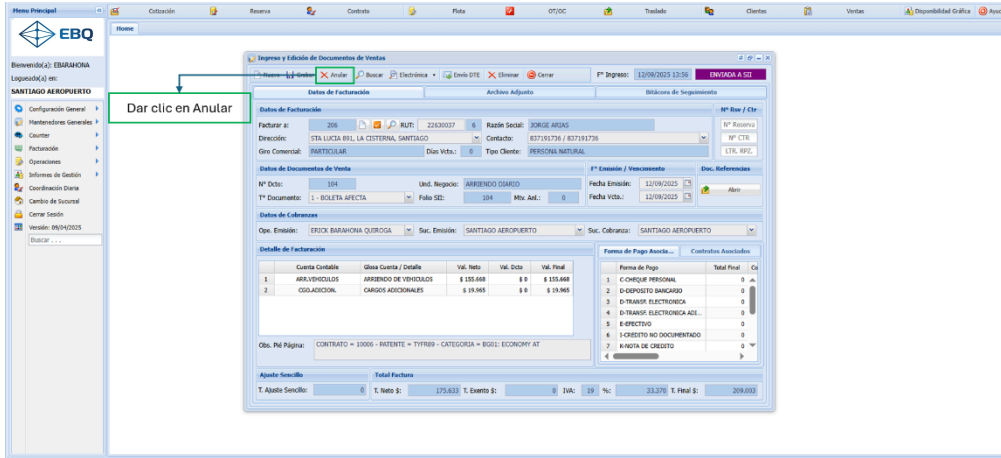 Menu Principal
Cotización
Reserva
Contrato
Flota
OT/OC
Traslado
Clientes
Ventas
Disponibilidad Gráfica
Home
EBQ
Benvenido(a): EBARAHONA
Logueado(a) en:
SANTIAGO AEROPUERTO
Configuración General
Mantenedores Generales
Counter
Facturación
Operaciones
Informes de Gestión
Coordinación Diaria
Cambio de Sucursal
Cerrar Sesión
Versión: 09/04/2025
Buscar . . .
Dar clic en Anular
Ingreso y Edición de Documentos de Ventas
Nuevo Grabar Anular Buscar Electrónica Envío DTE Eliminar Cerrar Fº Ingreso: 12/09/2025 13:56 ENVIADA A SII
Datos de Facturación Archivo Adjunto Bitácora de Seguimiento
Datos de Facturación Nº Rsv / Ctr
Facturar a: 206 RUT: 22630037 6 Razón Social: JORGE ARIAS Nº Reserva
Dirección: STA LUCIA 891, LA CISTERNA, SANTIAGO Contacto: 837191736 / 837191736 Nº CTR
Giro Comercial: PARTICULAR Días Vcto.: 0 Tipo Cliente: PERSONA NATURAL LTR. RPZ.
Datos de Documentos de Venta Fº Emisión / Vencimiento Doc. Referencias
Nº Dcto: 104 Und. Negocio: ARRIENDO DIARIO Fecha Emisión: 12/09/2025 Abrir
Tº Documento: 1 - BOLETA AFECTA Folio SII: 104 Mtv. Anl.: 0 Fecha Vcto.: 12/09/2025
Datos de Cobranzas
Ope. Emisión: ERICK BARAHONA QUIROGA Suc. Emisión: SANTIAGO AEROPUERTO Suc. Cobranza: SANTIAGO AEROPUERTO
Detalle de Facturación Forma de Pago Asocia... Contratos Asociados
Cuenta Contable Glosa Cuenta / Detalle Val. Neto Val. Dcto Val. Final
1 ARR.VEHICULOS ARRIENDO DE VEHICULOS $ 155.668 $ 0 $ 155.668
2 CGO.ADICION. CARGOS ADICIONALES $ 19.965 $ 0 $ 19.965
Forma de Pago Total Final Co
1 C-CHEQUE PERSONAL 0
2 D-DEPOSITO BANCARIO 0
3 D-TRANSF. ELECTRONICA 0
4 D-TRANSF. ELECTRONICA ADI... 0
5 E-EFECTIVO 0
6 I-CREDITO NO DOCUMENTADO 0
7 K-NOTA DE CREDITO 0
Obs. Pié Página: CONTRATO = 10006 - PATENTE = TYFR89 - CATEGORIA = BG01: ECONOMY AT
Ajuste Sencillo Total Factura
T. Ajuste Sencillo: 0 T. Neto $: 175.633 T. Exento $: 0 IVA: 19 %: 33.370 T. Final $: 209.003